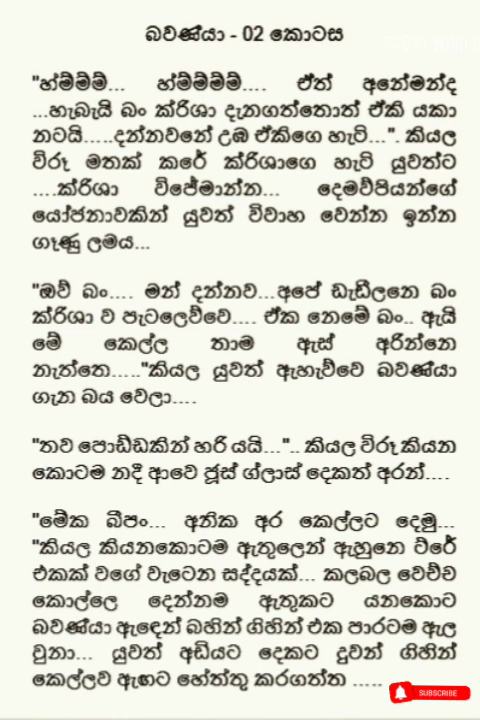 බවණ්යා - 02 කොටස
"හ්ම්ම්ම්... හ්ම්ම්ම්ම්.... ඒත් අනේමන්ද
...හැබැයි බං ක්රිශා දැනගත්තොත් ඒකි යකා
නටයි.....දන්නවනේ උඹ ඒකිගෙ හැටි...". කියල
විරූ මතක් කරේ ක්රිශාගෙ හැටි යුවත්ට
....ක්රිශා විජේමාන්න... දෙමව්පියන්ගේ
යෝජනාවකින් යුවත් විවාහ වෙන්න ඉන්න
ගෑණු ලමය...
"ඔව් බං.... මන් දන්නව...අපේ ඩැඩීලනෙ බං
ක්රිශා ව පැටලෙව්වෙ.... ඒක නෙමේ බං.. ඇයි
මේ කෙල්ල තාම ඇස් අරින්නෙ
නැත්තෙ....."කියල යුවත් ඇහැව්වෙ බවණ්යා
ගැන බය වෙලා....
"තව පොඩ්ඩකින් හරි යයි...".. කියල විරූ කියන
කොටම නදී ආවෙ ජූස් ග්ලාස් දෙකත් අරන්....
"මේක බීපං... අනික අර කෙල්ලට දෙමු...
"කියල කියනකොටම ඇතුලෙන් ඇහුනෙ ට්රේ
එකක් වගේ වැටෙන සද්දයක්... කලබල වෙච්ච
කොල්ලො දෙන්නම ඇතුකට යනකොට
බවණ්යා ඇඳෙන් බහින් ගිහින් එක පාරටම ඇල
වුනා... යුවත් අඩියට දෙකට දුවන් ගිහින්
කෙල්ලව ඇඟට හේත්තු කරගත්ත .....
SUBSCRIBE